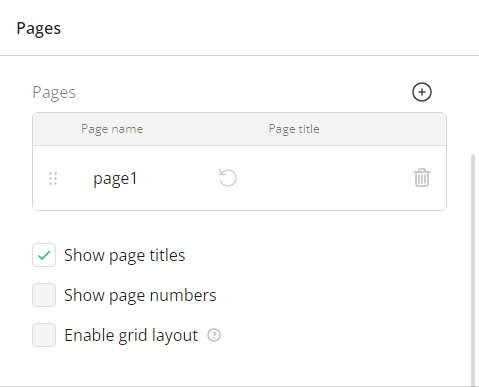 Pages
Pages
Page name Page title
page1
Show page titles
Show page numbers
Enable grid layout ?